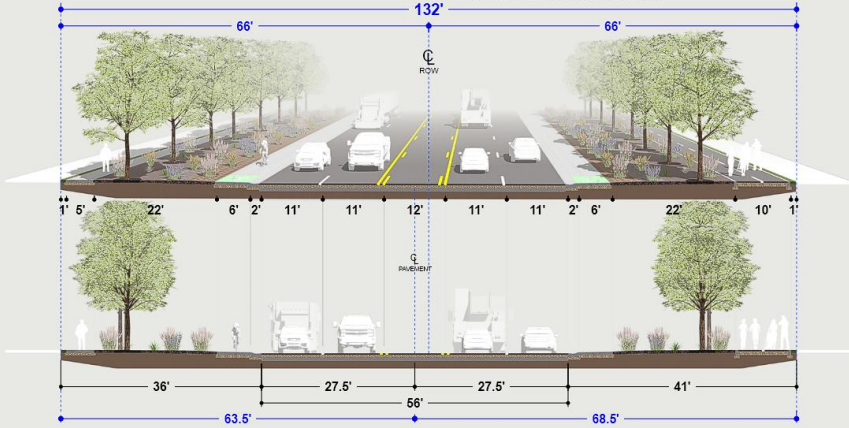 132'
66' 66'
CL
ROW
1' 5' 22' 6' 2' 11' 11' 12' 11' 11' 2' 6' 22' 10' 1'
CL
PAVEMENT
36' 27.5' 27.5' 41'
56'
63.5' 68.5'